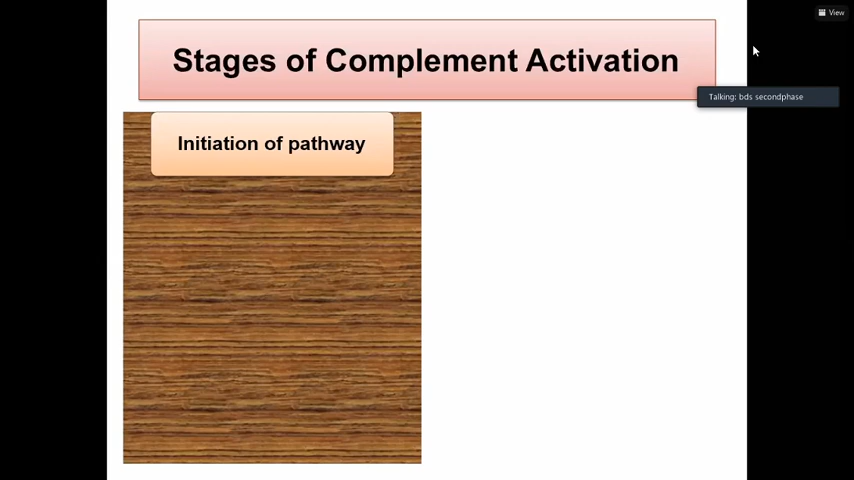 View
Stages of Complement Activation
Talking: bds secondphase
Initiation of pathway